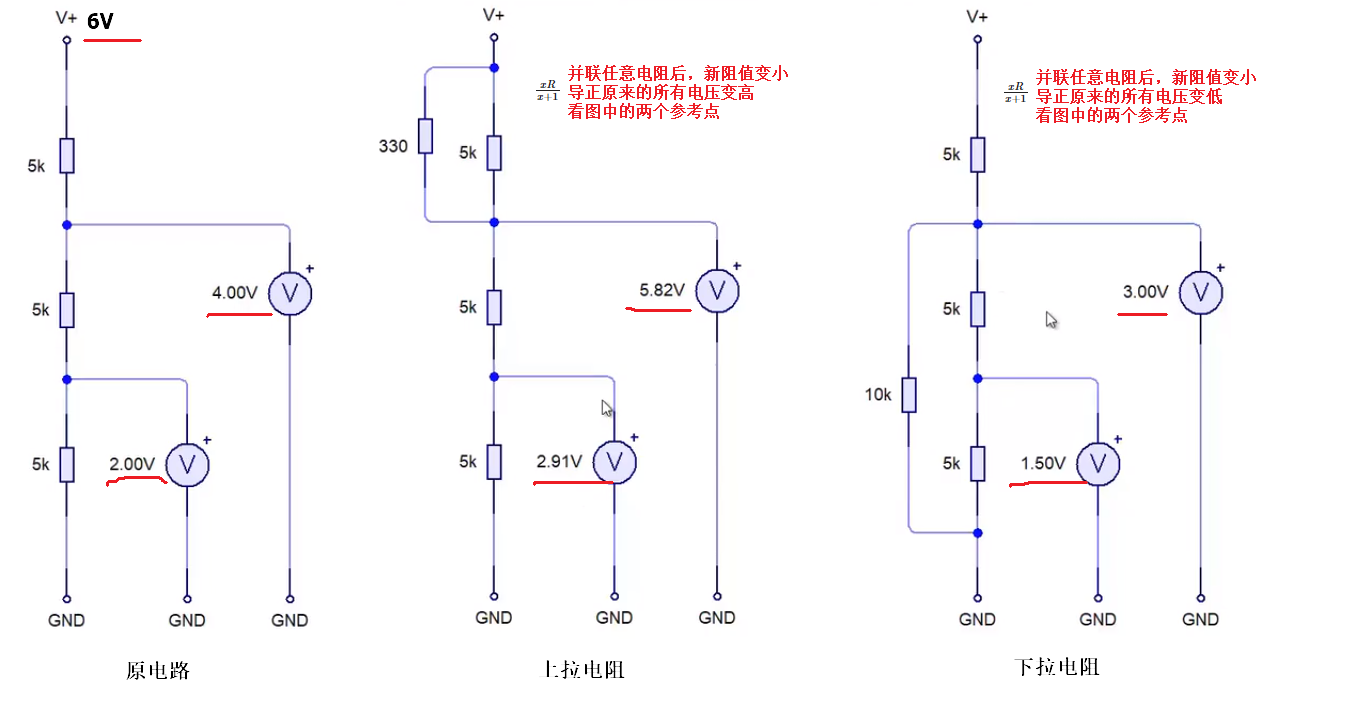 V+ 6V
5k
4.00V
V
+
5k
2.00V
V
+
5k
GND
GND
GND
原电路
V+
xR
x+1
并联任意电阻后，新阻值变小
导正原来的所有电压变高
看图中的两个参考点
330
5k
5.82V
V
+
5k
2.91V
V
+
5k
GND
GND
GND
上拉电阻
V+
xR
x+1
并联任意电阻后，新阻值变小
导正原来的所有电压变低
看图中的两个参考点
5k
3.00V
V
+
5k
10k
1.50V
V
+
5k
GND
GND
GND
下拉电阻